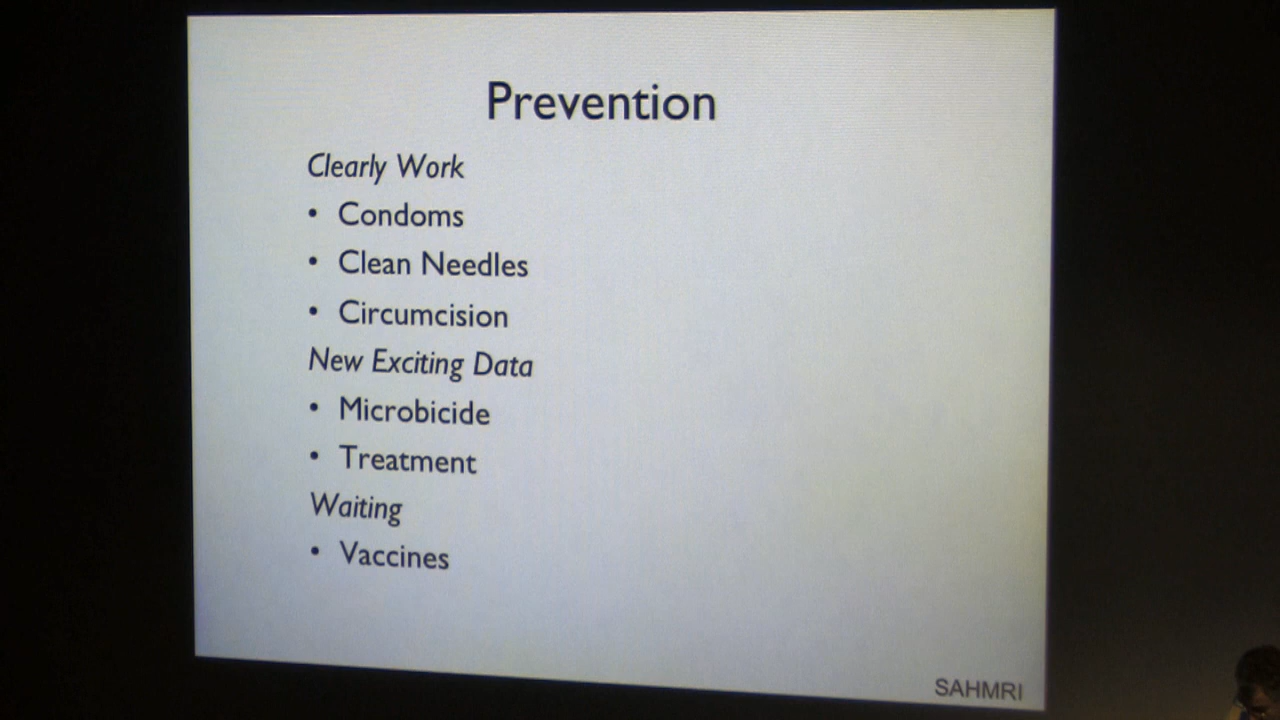 Prevention
Clearly Work
• Condoms
• Clean Needles
• Circumcision
New Exciting Data
• Microbicide
• Treatment
Waiting
• Vaccines
SAHMRI